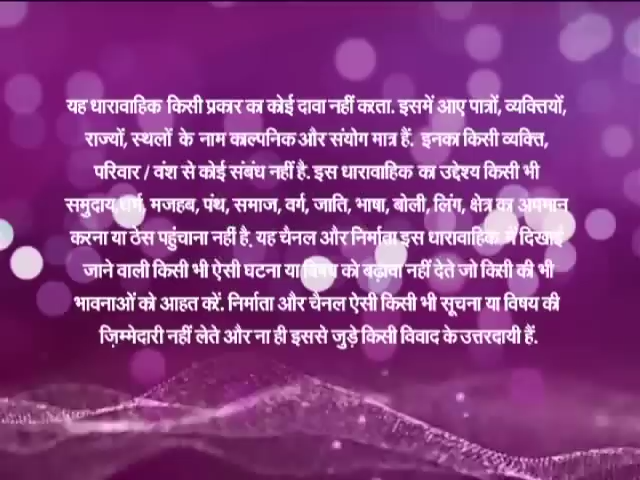 यह धारावाहिक किसी प्रकार का कोई दावा नहीं करता. इसमें आए पात्रों, व्यक्तियों,
राज्यों, स्थलों के नाम काल्पनिक और संयोग मात्र हैं. इनका किसी व्यक्ति,
परिवार / वंश से कोई संबंध नहीं है. इस धारावाहिक का उद्देश्य किसी भी
समुदाय,धर्म, मजहब, पंथ, समाज, वर्ग, जाति, भाषा, बोली, लिंग, क्षेत्र का अपमान
करना या ठेस पहुंचाना नहीं है. यह चैनल और निर्माता इस धारावाहिक में दिखाई
जाने वाली किसी भी ऐसी घटना या विषय को बढ़ावा नहीं देते जो किसी की भी
भावनाओं को आहत करें. निर्माता और चैनल ऐसी किसी भी सूचना या विषय की
ज़िम्मेदारी नहीं लेते और ना ही इससे जुड़े किसी विवाद के उत्तरदायी हैं.